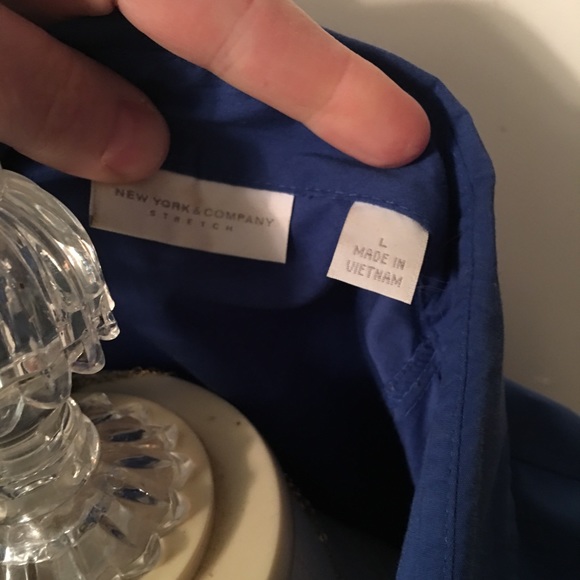 NEW YORK & COMPANY
STRETCH
L
MADE IN
VIETNAM